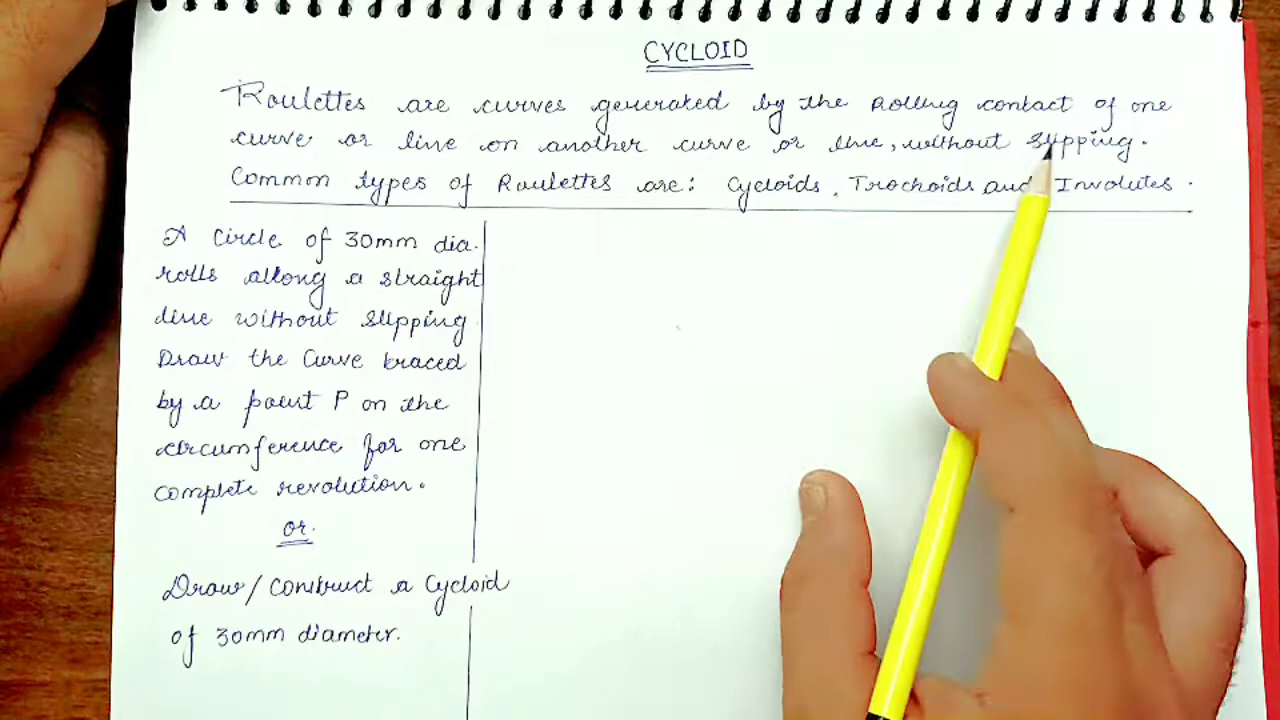 CYCLOID
Roulettes are curves generated by the Rolling contact of one
curve or line on another curve or line, without slipping.
Common types of Roulettes are: Cycloids, Trochoids and Involutes.
A Circle of 30mm dia.
rolls allong a straight
line without slipping
Draw the Curve traced
by a point P on the
circumference for one
complete revolution.
or.
Draw/Construct a Cycloid
of 30mm diameter.